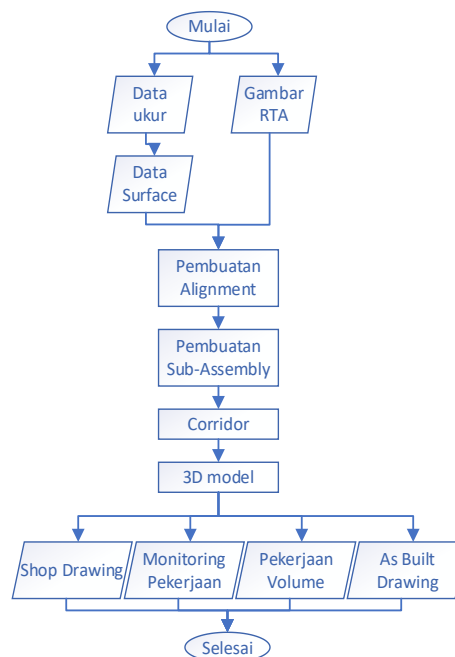 Mulai
Data
ukur
Gambar
RTA
Data
Surface
Pembuatan
Alignment
Pembuatan
Sub-Assembly
Corridor
3D model
Shop Drawing
Monitoring
Pekerjaan
Pekerjaan
Volume
As Built
Drawing
Selesai